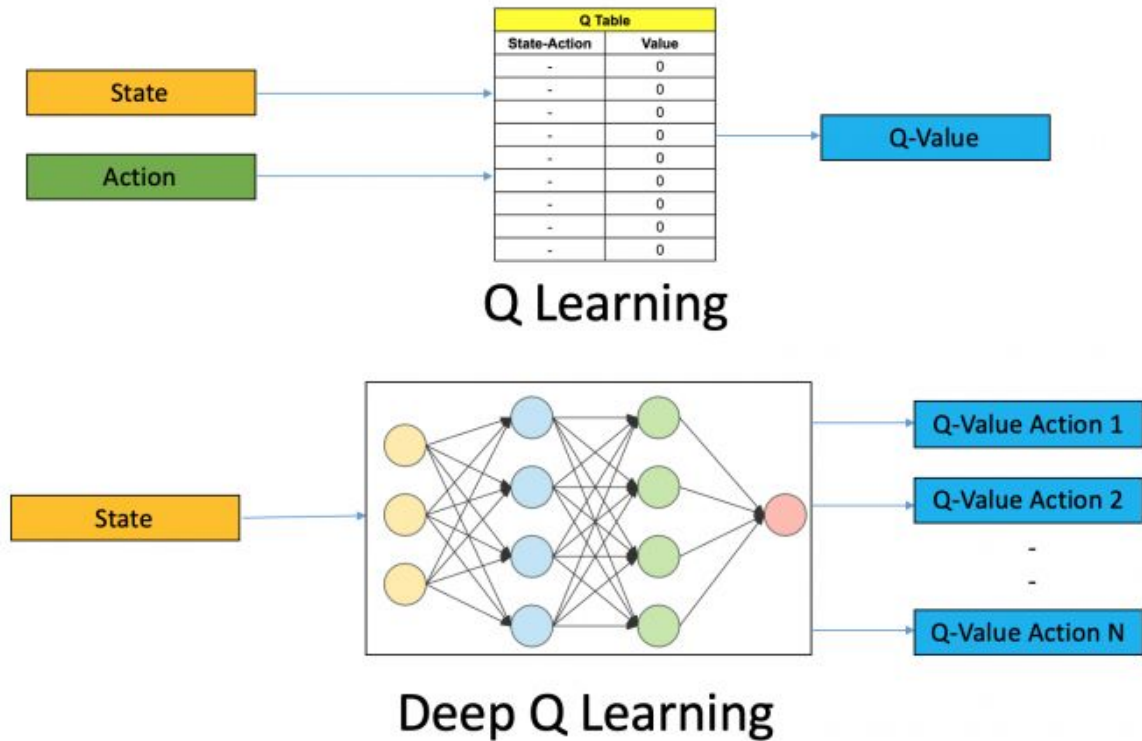 Q Table
State-Action Value
- 0
- 0
- 0
- 0
- 0
- 0
- 0
- 0
- 0
State
Action
Q-Value
Q Learning
State
Q-Value Action 1
Q-Value Action 2
-
-
Q-Value Action N
Deep Q Learning